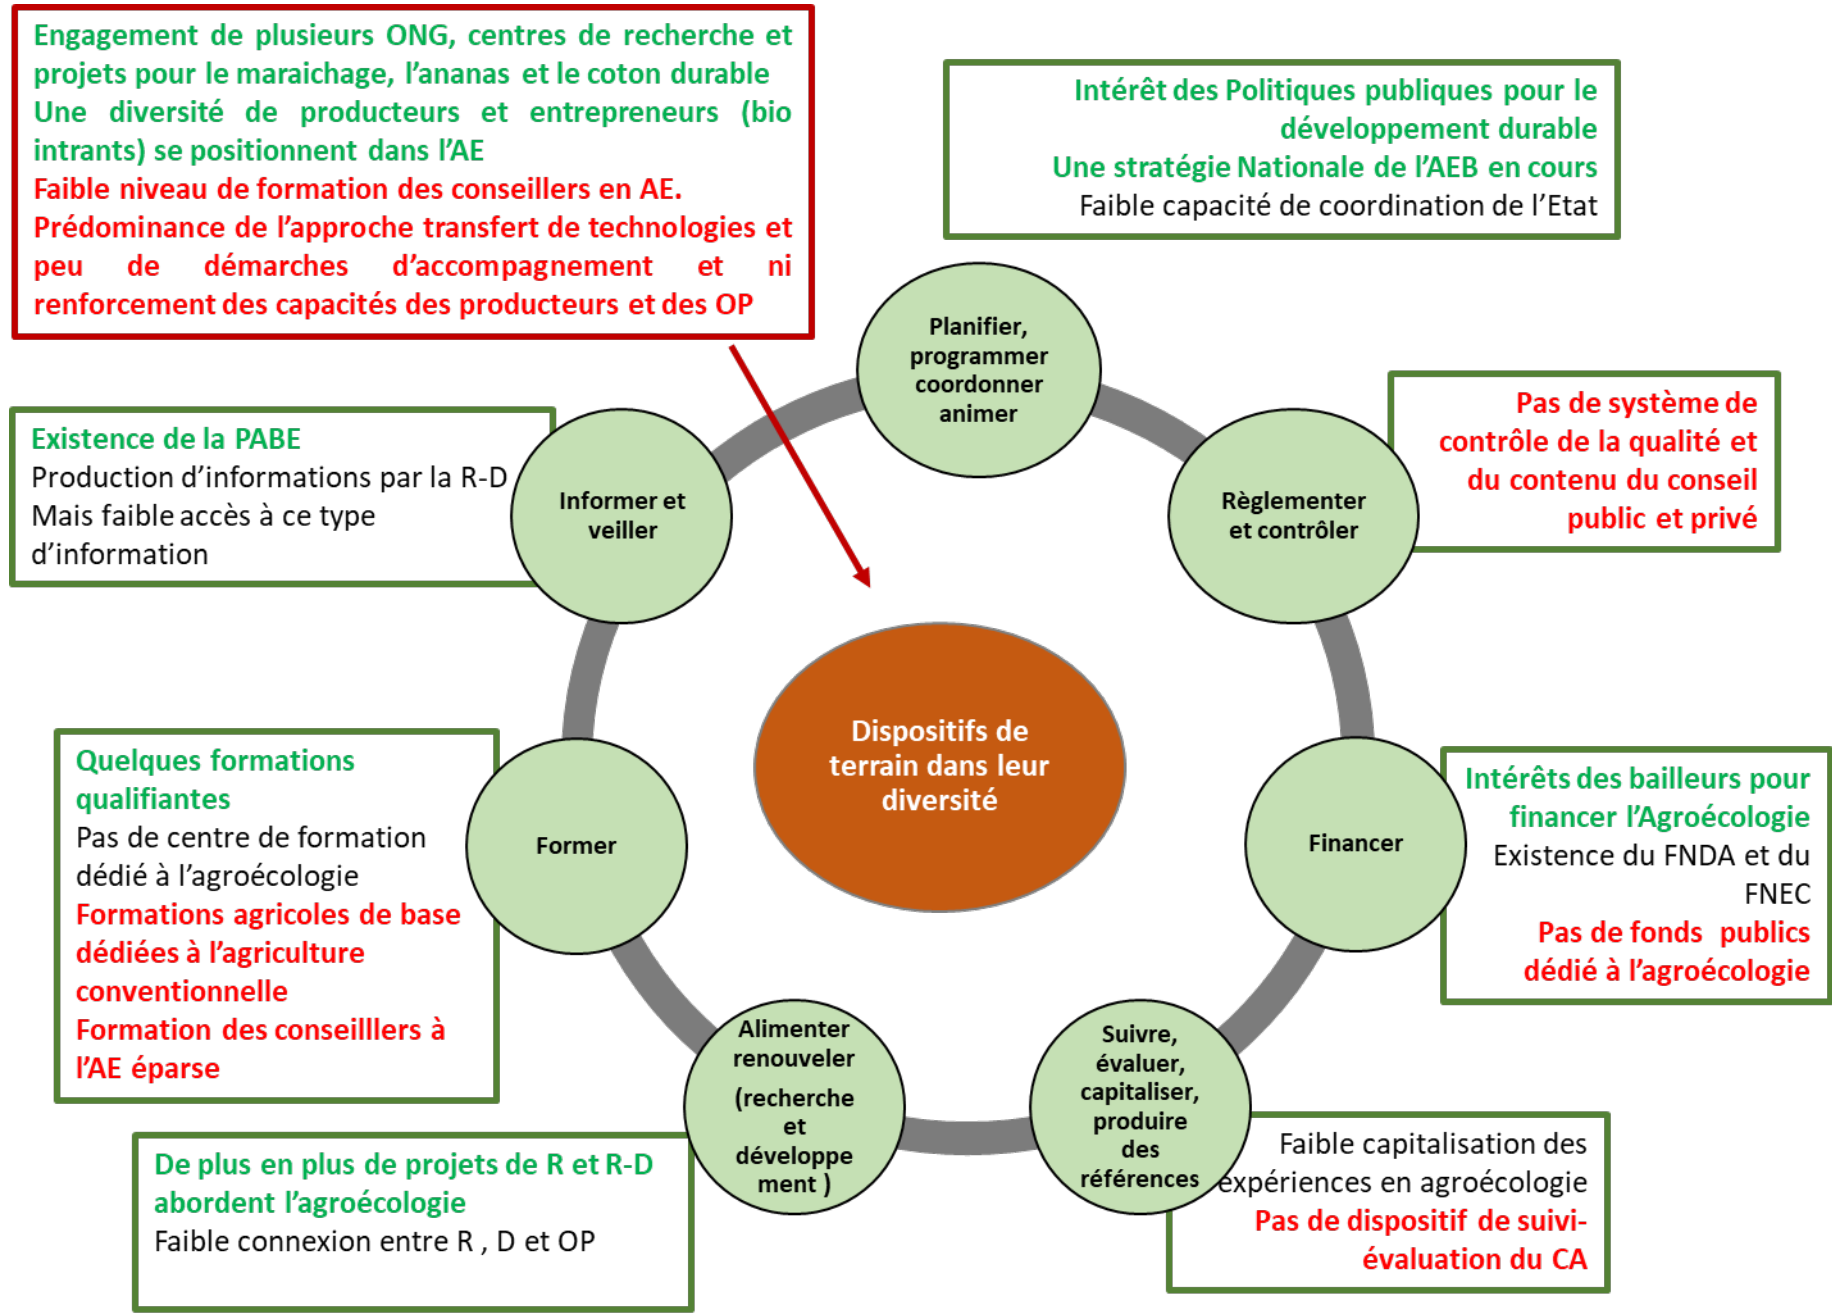 Engagement de plusieurs ONG, centres de recherche et
projets pour le maraichage, l'ananas et le coton durable
Une diversité de producteurs et entrepreneurs (bio
intrants) se positionnent dans l'AE
Faible niveau de formation des conseillers en AE.
Prédominance de l'approche transfert de technologies et
peu de démarches d'accompagnement et ni
renforcement des capacités des producteurs et des OP
Intérêt des Politiques publiques pour le
développement durable
Une stratégie Nationale de l'AEB en cours
Faible capacité de coordination de l'Etat
Planifier,
programmer
coordonner
animer
Pas de système de
contrôle de la qualité et
du contenu du conseil
public et privé
Règlementer
et contrôler
Existence de la PABE
Production d'informations par la R-D
Mais faible accès à ce type
d'information
Informer et
veiller
Dispositifs de
terrain dans leur
diversité
Quelques formations
qualifiantes
Pas de centre de formation
dédié à l'agroécologie
Formations agricoles de base
dédiées à l'agriculture
conventionnelle
Formation des conseilllers à
l'AE éparse
Former
Financer
Intérêts des bailleurs pour
financer l'Agroécologie
Existence du FNDA et du
FNEC
Pas de fonds publics
dédié à l'agroécologie
Alimenter
renouveler
(recherche
et
développe
ment )
Suivre,
évaluer,
capitaliser,
produire
des
références
De plus en plus de projets de R et R-D
abordent l'agroécologie
Faible connexion entre R , D et OP
Faible capitalisation des
expériences en agroécologie
Pas de dispositif de suivi-
évaluation du CA